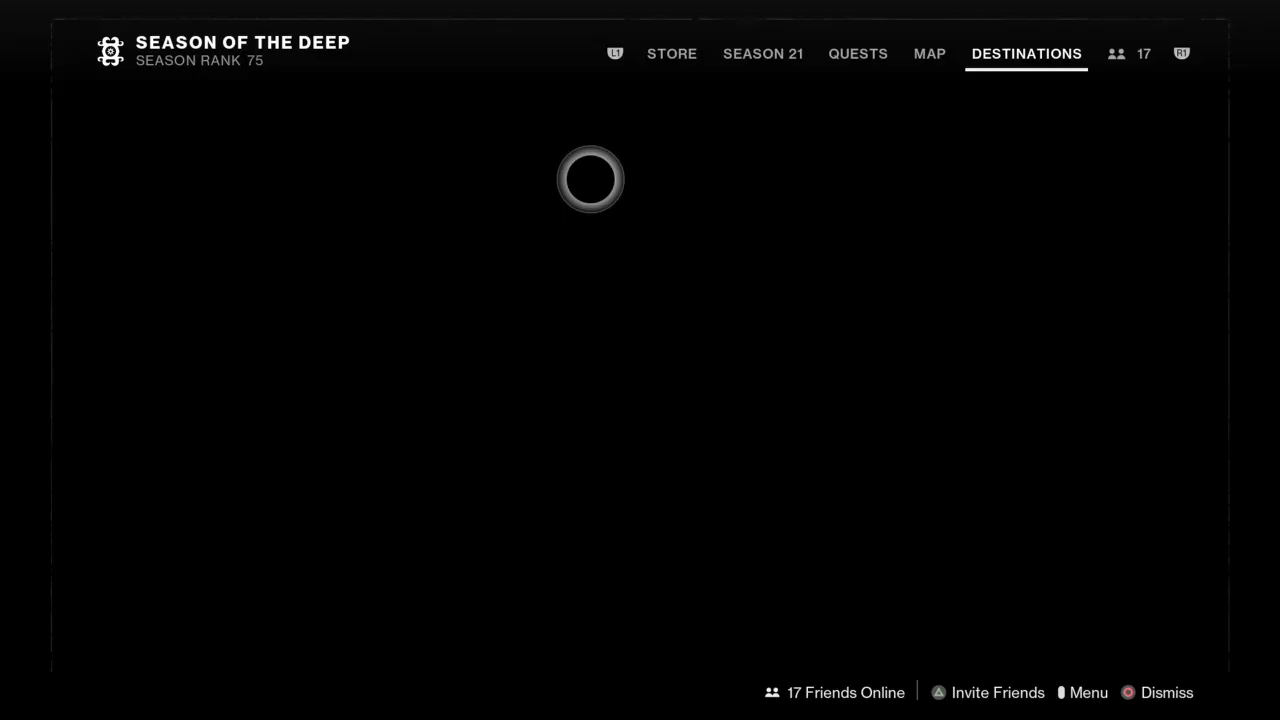 SEASON OF THE DEEP
SEASON RANK 75
L1 STORE SEASON 21 QUESTS MAP DESTINATIONS 17 R1
17 Friends Online Invite Friends Menu Dismiss